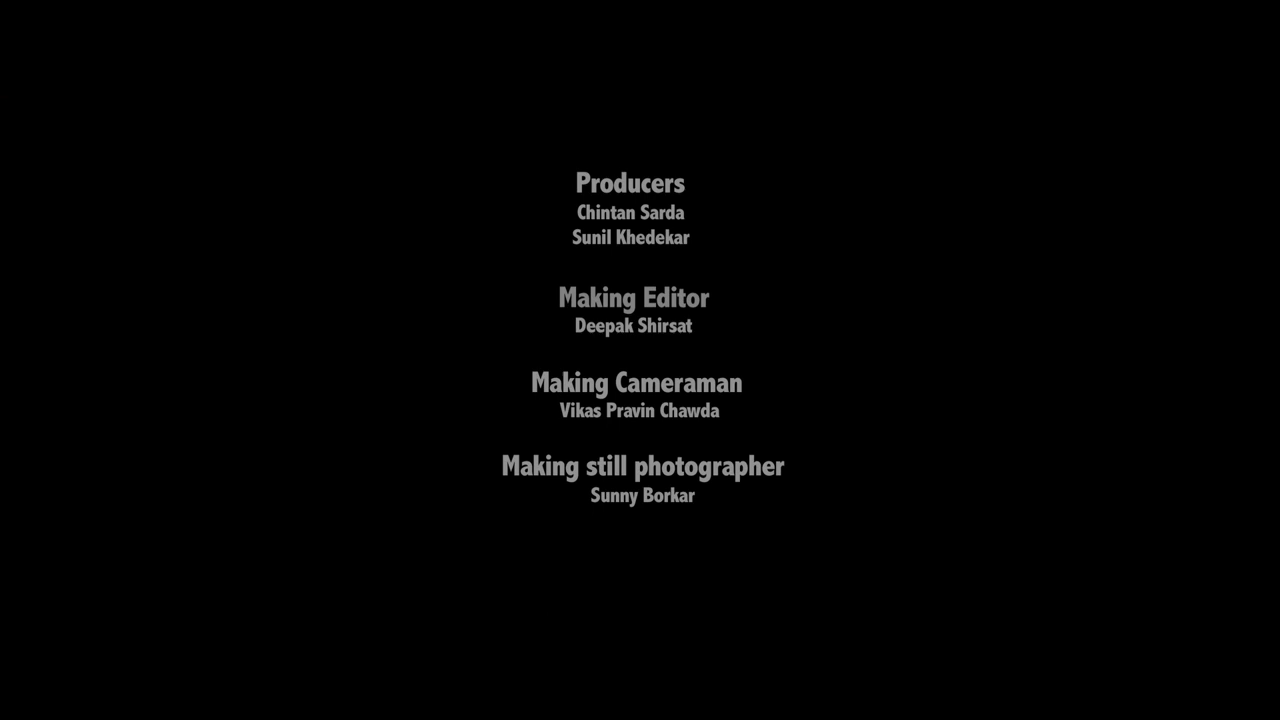 Producers
Chintan Sarda
Sunil Khedekar
Making Editor
Deepak Shirsat
Making Cameraman
Vikas Pravin Chawda
Making still photographer
Sunny Borkar